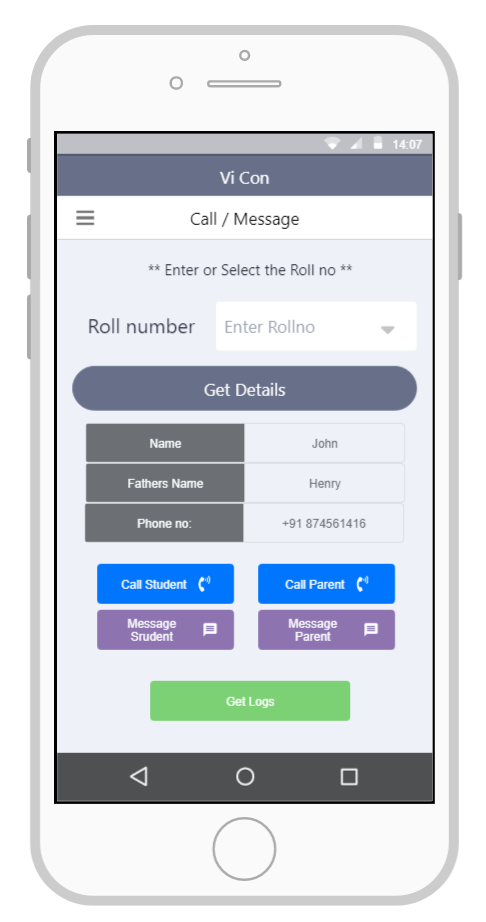 14:07
Vi Con
Call / Message
** Enter or Select the Roll no **
Roll number Enter Rollno
Get Details
Name John
Fathers Name Henry
Phone no: +91 874561416
Call Student Call Parent
Message Message
Srudent Parent
Get Logs